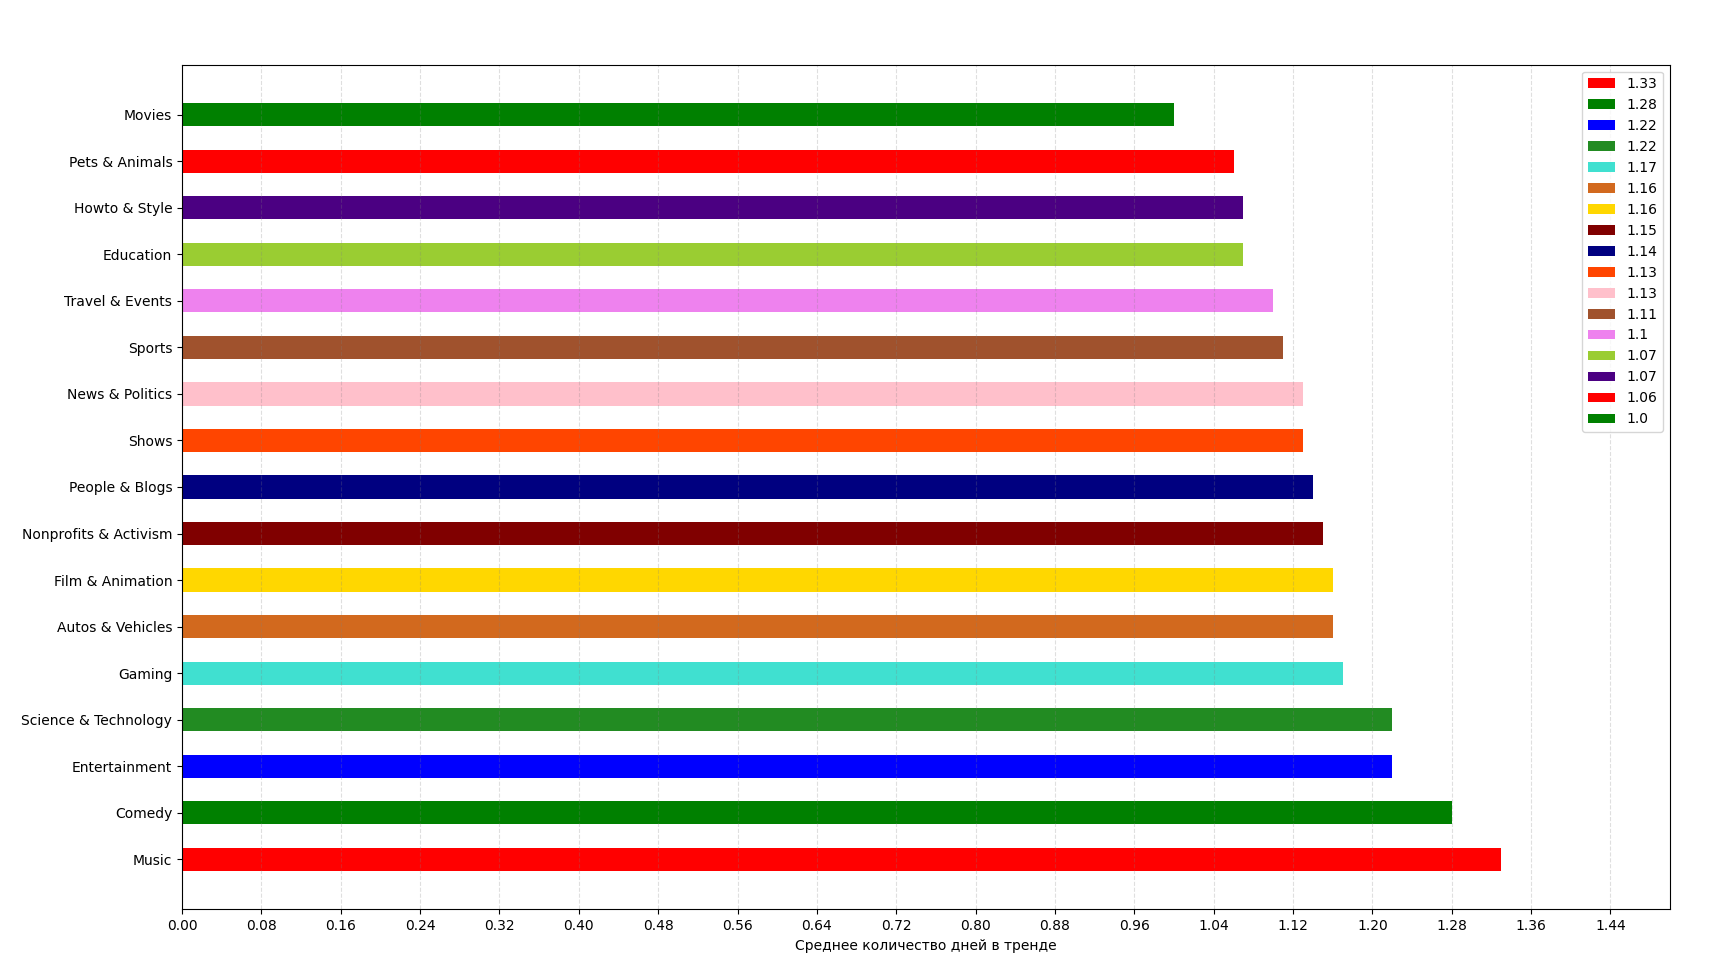 Movies
Pets & Animals
Howto & Style
Education
Travel & Events
Sports
News & Politics
Shows
People & Blogs
Nonprofits & Activism
Film & Animation
Autos & Vehicles
Gaming
Science & Technology
Entertainment
Comedy
Music
0.00 0.08 0.16 0.24 0.32 0.40 0.48 0.56 0.64 0.72 0.80 0.88 0.96 1.04 1.12 1.20 1.28 1.36 1.44
Среднее количество дней в тренде
1.33
1.28
1.22
1.22
1.17
1.16
1.16
1.15
1.14
1.13
1.13
1.11
1.1
1.07
1.07
1.06
1.0